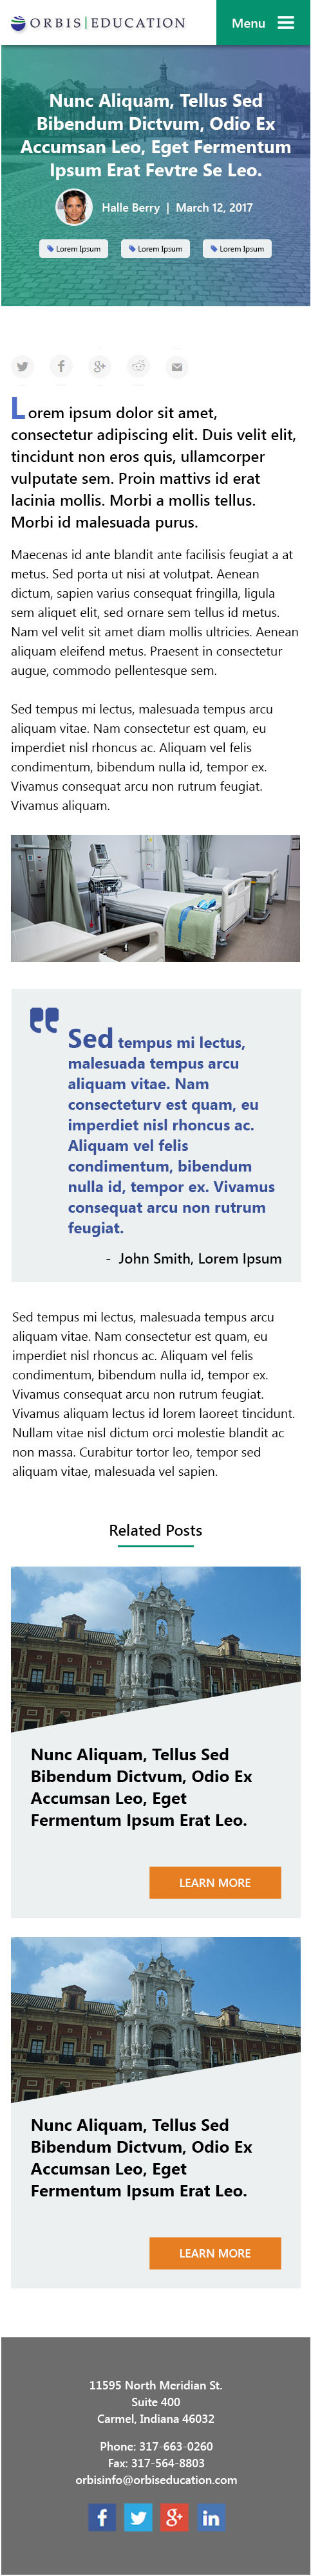 ORBIS|EDUCATION
Menu
Nunc Aliquam, Tellus Sed
Bibendum Dictvum, Odio Ex
Accumsan Leo, Eget Fermentum
Ipsum Erat Fevtre Se Leo.
Halle Berry | March 12, 2017
Lorem Ipsum Lorem Ipsum Lorem Ipsum
Lorem ipsum dolor sit amet,
consectetur adipiscing elit. Duis velit elit,
tincidunt non eros quis, ullamcorper
vulputate sem. Proin mattivs id erat
lacinia mollis. Morbi a mollis tellus.
Morbi id malesuada purus.
Maecenas id ante blandit ante facilisis feugiat a at
metus. Sed porta ut nisi at volutpat. Aenean
dictum, sapien varius consequat fringilla, ligula
sem aliquet elit, sed ornare sem tellus id metus.
Nam vel velit sit amet diam mollis ultricies. Aenean
aliquam eleifend metus. Praesent in consectetur
augue, commodo pellentesque sem.
Sed tempus mi lectus, malesuada tempus arcu
aliquam vitae. Nam consectetur est quam, eu
imperdiet nisl rhoncus ac. Aliquam vel felis
condimentum, bibendum nulla id, tempor ex.
Vivamus consequat arcu non rutrum feugiat.
Vivamus aliquam.
Sed tempus mi lectus,
malesuada tempus arcu
aliquam vitae. Nam
consecteturv est quam, eu
imperdiet nisl rhoncus ac.
Aliquam vel felis
condimentum, bibendum
nulla id, tempor ex. Vivamus
consequat arcu non rutrum
feugiat.
- John Smith, Lorem Ipsum
Sed tempus mi lectus, malesuada tempus arcu
aliquam vitae. Nam consectetur est quam, eu
imperdiet nisl rhoncus ac. Aliquam vel felis
condimentum, bibendum nulla id, tempor ex.
Vivamus consequat arcu non rutrum feugiat.
Vivamus aliquam lectus id lorem laoreet tincidunt.
Nullam vitae nisl dictum orci molestie blandit ac
non massa. Curabitur tortor leo, tempor sed
aliquam vitae, malesuada vel sapien.
Related Posts
Nunc Aliquam, Tellus Sed
Bibendum Dictvum, Odio Ex
Accumsan Leo, Eget
Fermentum Ipsum Erat Leo.
LEARN MORE
Nunc Aliquam, Tellus Sed
Bibendum Dictvum, Odio Ex
Accumsan Leo, Eget
Fermentum Ipsum Erat Leo.
LEARN MORE
11595 North Meridian St.
Suite 400
Carmel, Indiana 46032
Phone: 317-663-0260
Fax: 317-564-8803
orbisinfo@orbiseducation.com